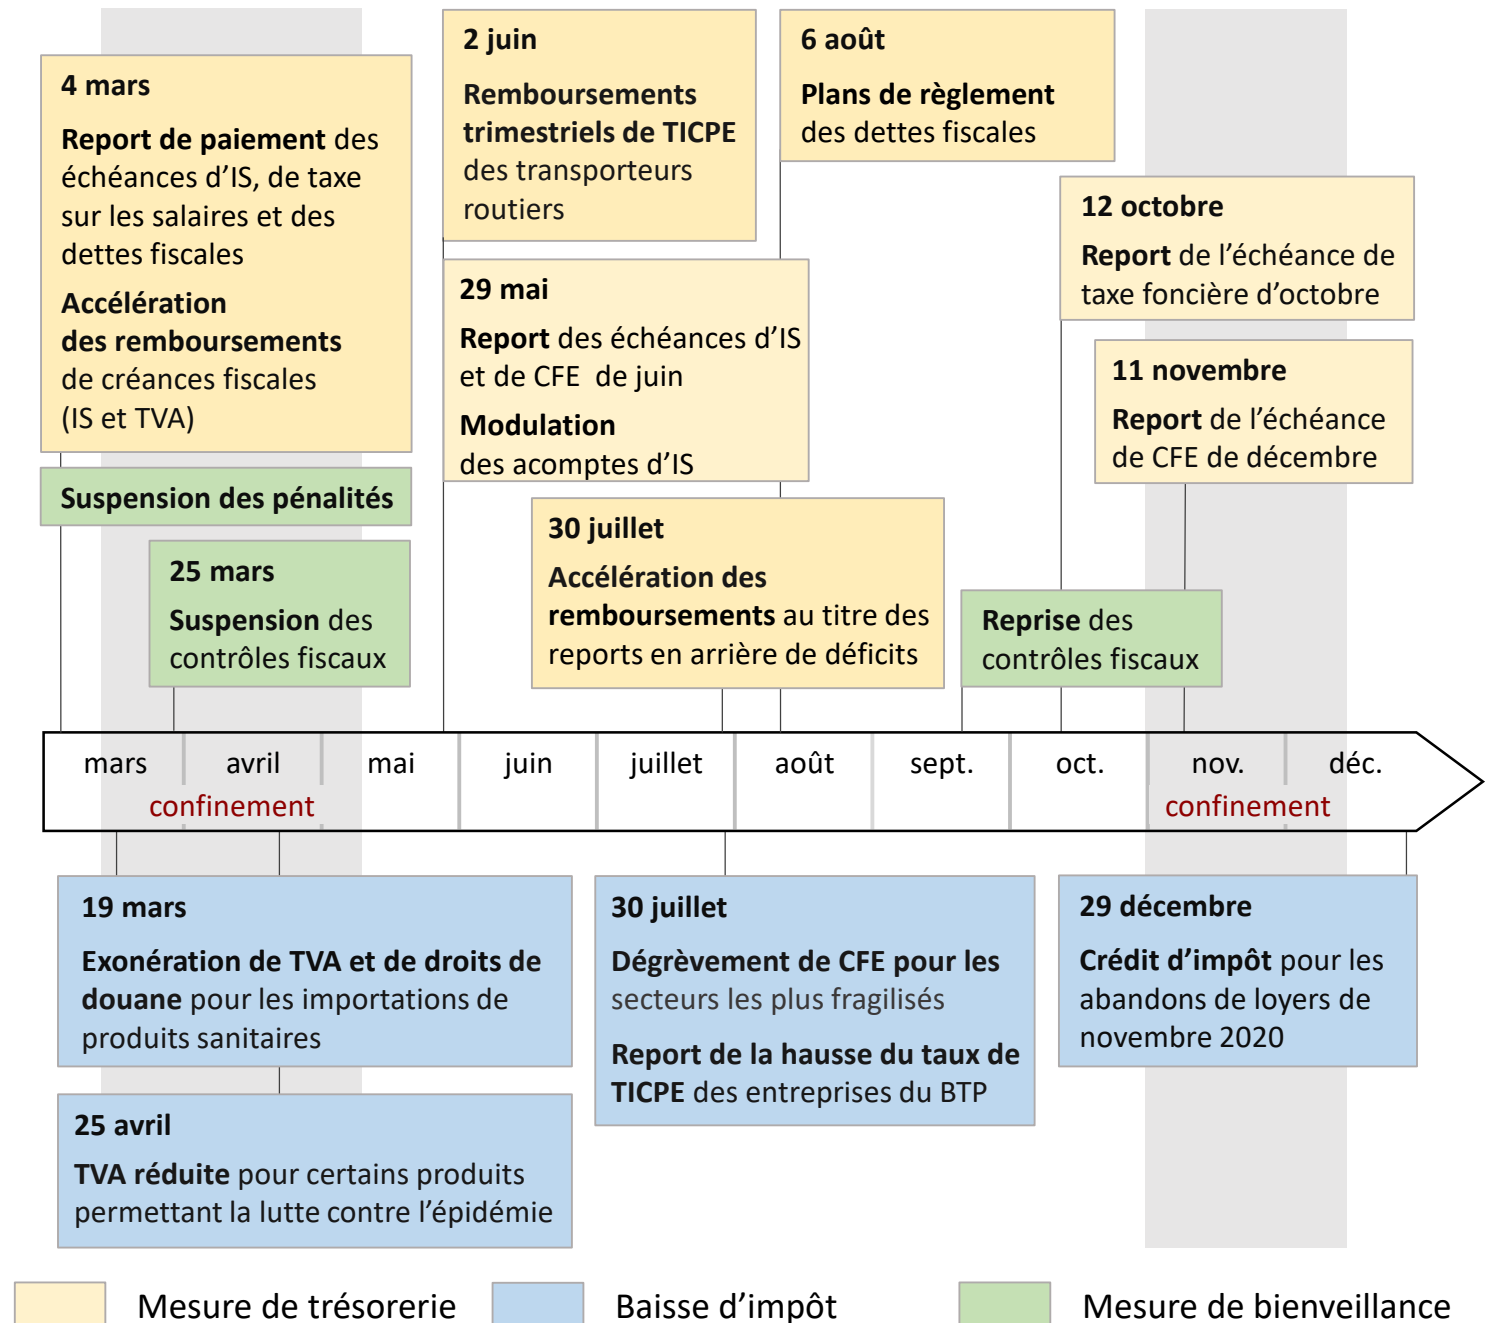 4 mars
Report de paiement des
échéances d’IS, de taxe
sur les salaires et des
dettes fiscales
Accélération
des remboursements
de créances fiscales
(IS et TVA)
Suspension des pénalités
25 mars
Suspension des
contrôles fiscaux
2 juin
Remboursements
trimestriels de TICPE
des transporteurs
routiers
29 mai
Report des échéances d’IS
et de CFE de juin
Modulation
des acomptes d’IS
30 juillet
Accélération des
remboursements au titre des
reports en arrière de déficits
6 août
Plans de règlement
des dettes fiscales
12 octobre
Report de l’échéance de
taxe foncière d’octobre
11 novembre
Report de l’échéance
de CFE de décembre
Reprise des
contrôles fiscaux
mars avril mai juin juillet août sept. oct. nov. déc.
confinement confinement
19 mars
Exonération de TVA et de droits de
douane pour les importations de
produits sanitaires
25 avril
TVA réduite pour certains produits
permettant la lutte contre l’épidémie
30 juillet
Dégrèvement de CFE pour les
secteurs les plus fragilisés
Report de la hausse du taux de
TICPE des entreprises du BTP
29 décembre
Crédit d’impôt pour les
abandons de loyers de
novembre 2020
Mesure de trésorerie Baisse d’impôt Mesure de bienveillance